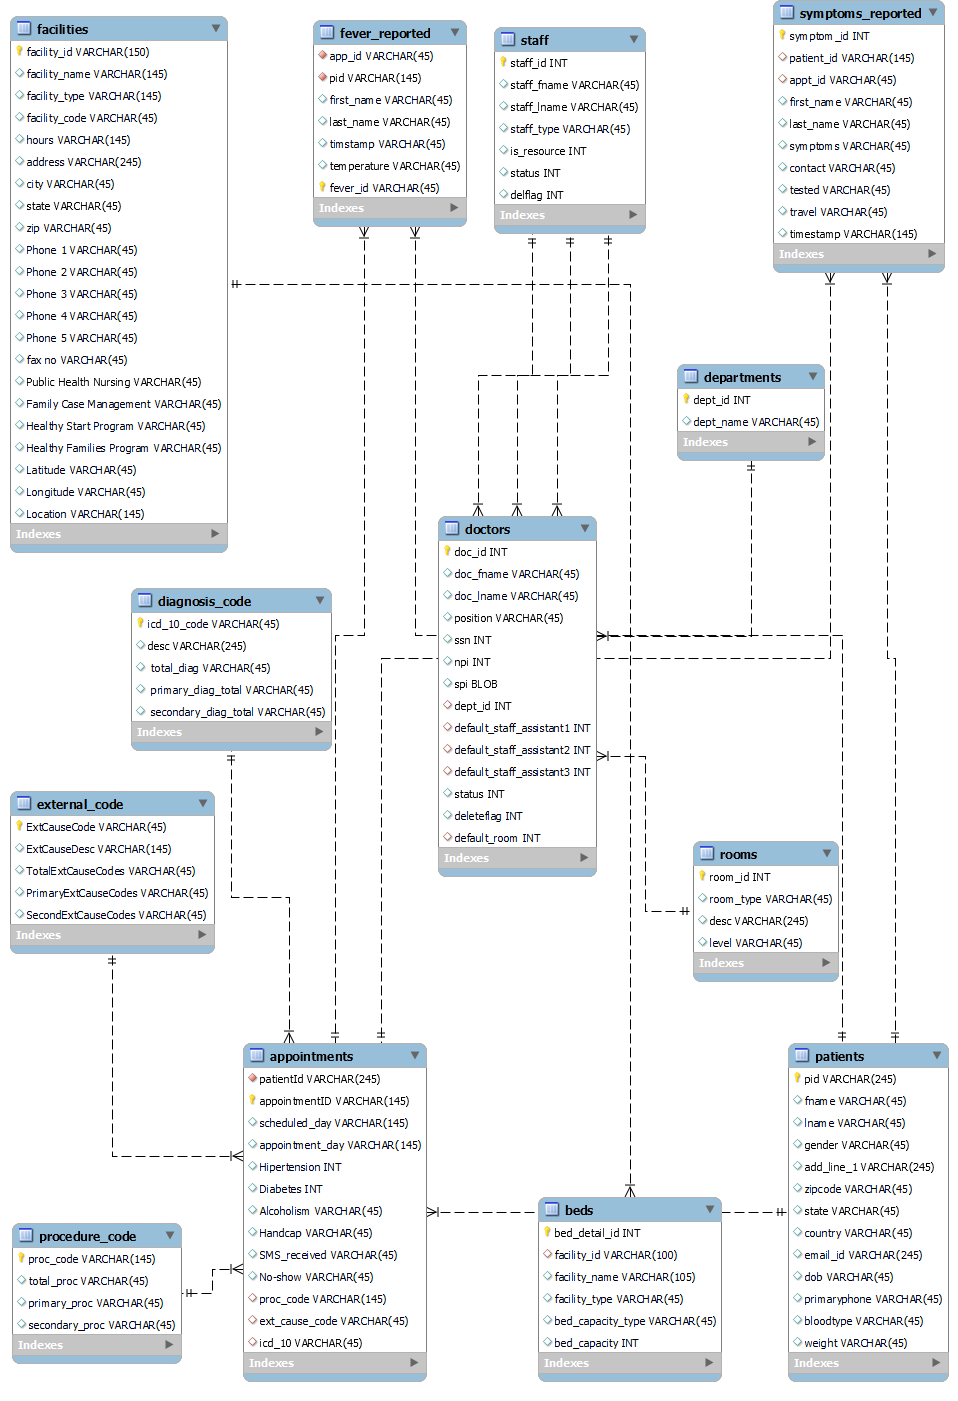 facilities
facility_id VARCHAR(150)
facility_name VARCHAR(145)
facility_type VARCHAR(145)
facility_code VARCHAR(45)
hours VARCHAR(145)
address VARCHAR(245)
city VARCHAR(45)
state VARCHAR(45)
zip VARCHAR(45)
Phone 1 VARCHAR(45)
Phone 2 VARCHAR(45)
Phone 3 VARCHAR(45)
Phone 4 VARCHAR(45)
Phone 5 VARCHAR(45)
fax no VARCHAR(45)
Public Health Nursing VARCHAR(45)
Family Case Management VARCHAR(45)
Healthy Start Program VARCHAR(45)
Healthy Families Program VARCHAR(45)
Latitude VARCHAR(45)
Longitude VARCHAR(45)
Location VARCHAR(145)
Indexes
fever_reported
app_id VARCHAR(45)
pid VARCHAR(145)
first_name VARCHAR(45)
last_name VARCHAR(45)
timstamp VARCHAR(45)
temperature VARCHAR(45)
fever_id VARCHAR(45)
Indexes
staff
staff_id INT
staff_fname VARCHAR(45)
staff_lname VARCHAR(45)
staff_type VARCHAR(45)
is_resource INT
status INT
delflag INT
Indexes
symptoms_reported
symptom_id INT
patient_id VARCHAR(145)
appt_id VARCHAR(45)
first_name VARCHAR(45)
last_name VARCHAR(45)
symptoms VARCHAR(45)
contact VARCHAR(45)
tested VARCHAR(45)
travel VARCHAR(45)
timestamp VARCHAR(145)
Indexes
departments
dept_id INT
dept_name VARCHAR(45)
Indexes
doctors
doc_id INT
doc_fname VARCHAR(45)
doc_lname VARCHAR(45)
position VARCHAR(45)
ssn INT
npi INT
spi BLOB
dept_id INT
default_staff_assistant1 INT
default_staff_assistant2 INT
default_staff_assistant3 INT
status INT
deleteflag INT
default_room INT
Indexes
diagnosis_code
icd_10_code VARCHAR(45)
desc VARCHAR(245)
total_diag VARCHAR(45)
primary_diag_total VARCHAR(45)
secondary_diag_total VARCHAR(45)
Indexes
external_code
ExtCauseCode VARCHAR(45)
ExtCauseDesc VARCHAR(145)
TotalExtCauseCodes VARCHAR(45)
PrimaryExtCauseCodes VARCHAR(45)
SecondExtCauseCodes VARCHAR(45)
Indexes
rooms
room_id INT
room_type VARCHAR(45)
desc VARCHAR(245)
level VARCHAR(45)
Indexes
appointments
patientId VARCHAR(245)
appointmentID VARCHAR(145)
scheduled_day VARCHAR(145)
appointment_day VARCHAR(145)
Hipertension INT
Diabetes INT
Alcoholism VARCHAR(45)
Handcap VARCHAR(45)
SMS_received VARCHAR(45)
No-show VARCHAR(45)
proc_code VARCHAR(145)
ext_cause_code VARCHAR(45)
icd_10 VARCHAR(45)
Indexes
patients
pid VARCHAR(245)
fname VARCHAR(45)
lname VARCHAR(45)
gender VARCHAR(45)
add_line_1 VARCHAR(245)
zipcode VARCHAR(45)
state VARCHAR(45)
country VARCHAR(45)
email_id VARCHAR(245)
dob VARCHAR(45)
primaryphone VARCHAR(45)
bloodtype VARCHAR(45)
weight VARCHAR(45)
Indexes
beds
bed_detail_id INT
facility_id VARCHAR(100)
facility_name VARCHAR(105)
facility_type VARCHAR(45)
bed_capacity_type VARCHAR(45)
bed_capacity INT
Indexes
procedure_code
proc_code VARCHAR(145)
total_proc VARCHAR(45)
primary_proc VARCHAR(45)
secondary_proc VARCHAR(45)
Indexes